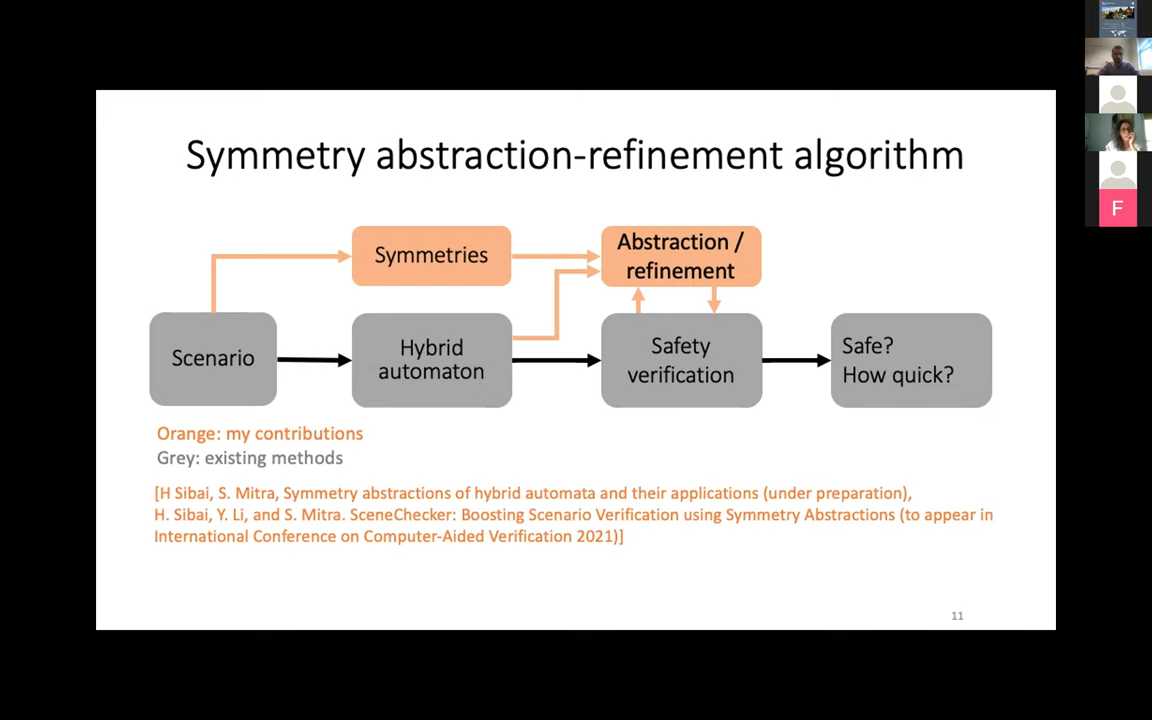 Symmetry abstraction-refinement algorithm
Symmetries
Abstraction /
refinement
Scenario
Hybrid
automaton
Safety
verification
Safe?
How quick?
Orange: my contributions
Grey: existing methods
[H Sibai, S. Mitra, Symmetry abstractions of hybrid automata and their applications (under preparation),
H. Sibai, Y. Li, and S. Mitra. SceneChecker: Boosting Scenario Verification using Symmetry Abstractions (to appear in
International Conference on Computer-Aided Verification 2021)]
11
F